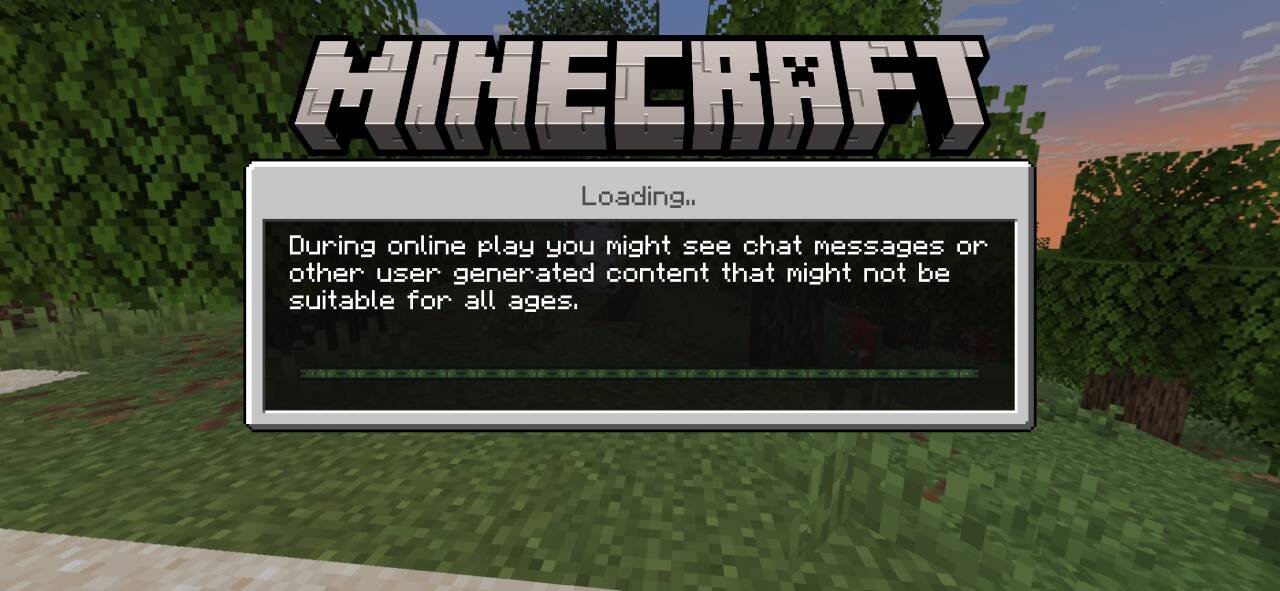 MINECRAFT
Loading..
During online play you might see chat messages or
other user generated content that might not be
suitable for all ages.